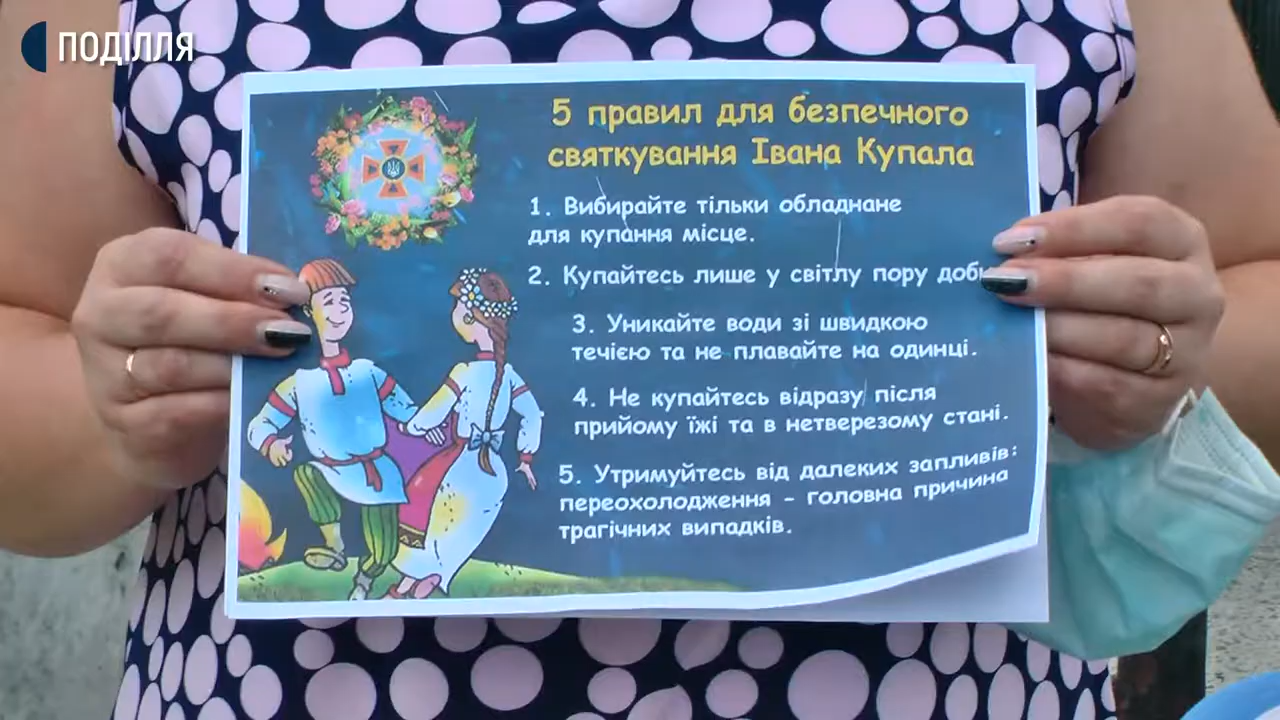 ПОДІЛЛЯ
5 правил для безпечного
святкування Івана Купала
1. Вибирайте тільки обладнане
для купання місце.
2. Купайтесь лише у світлу пору
3. Уникайте води зі швидкою
течією та не плавайте на одинці.
4. Не купайтесь відразу після
прийому їжі та в нетверезому стані.
5. Утримуйтесь від далеких запливів:
переохолодження – головна причина
трагічних випадків.